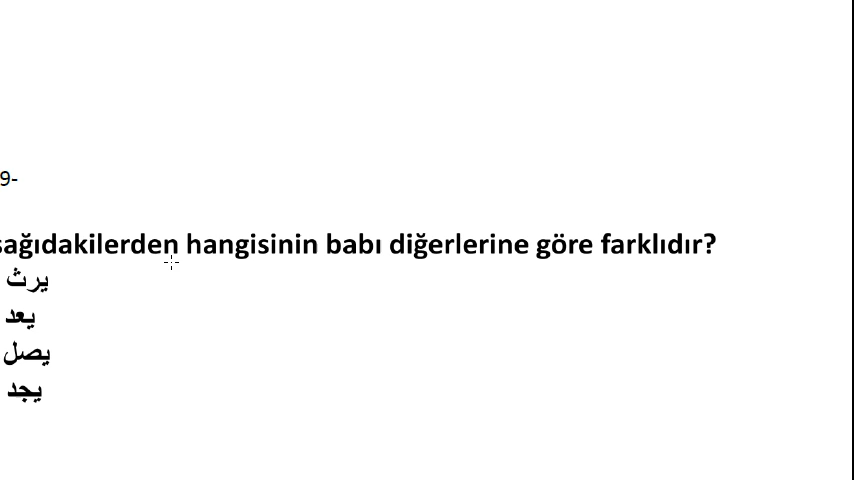 9-
sağıdakilerden hangisinin babı diğerlerine göre farklıdır?
يرث
يعد
يصل
يجد